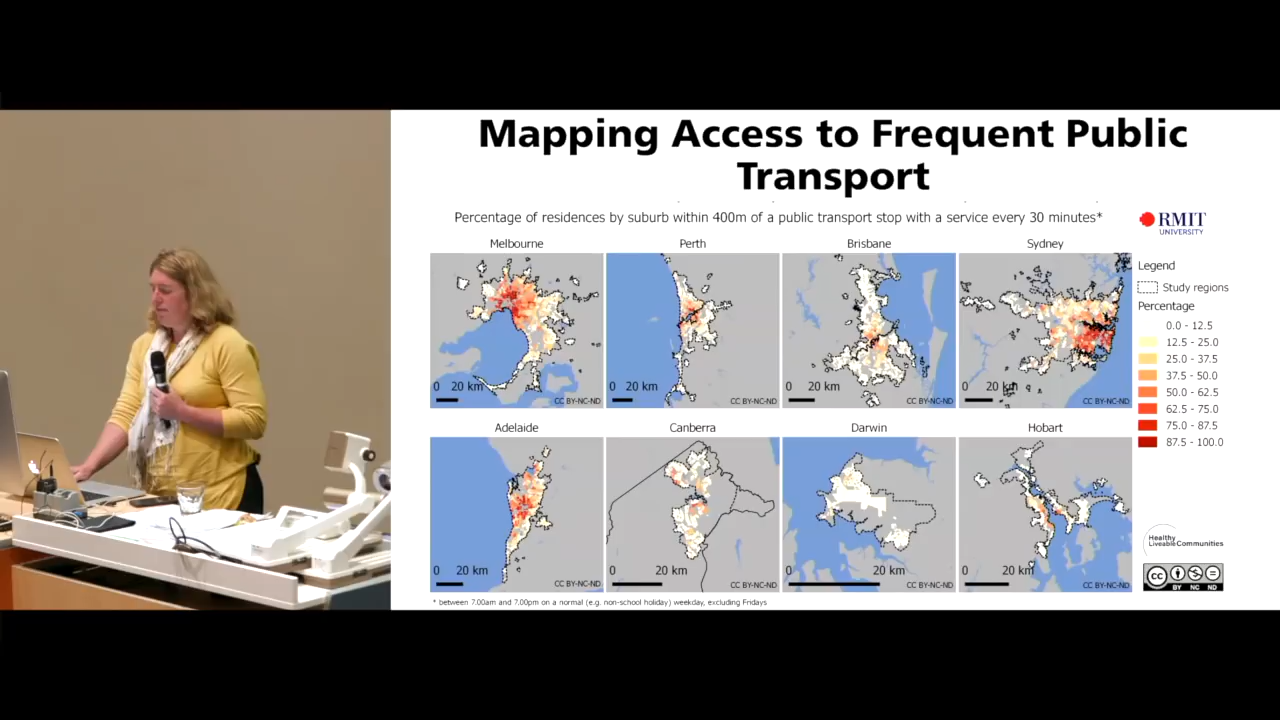 Mapping Access to Frequent Public
Transport
Percentage of residences by suburb within 400m of a public transport stop with a service every 30 minutes*
RMIT
UNIVERSITY
Melbourne
Perth
Brisbane
Sydney
0 20 km
CC BY-NC-ND
0 20 km
CC BY-NC-ND
0 20 km
CC BY-NC-ND
0 20 km
CC BY-NC-ND
Legend
Study regions
Percentage
0.0 - 12.5
12.5 - 25.0
25.0 - 37.5
37.5 - 50.0
50.0 - 62.5
62.5 - 75.0
75.0 - 87.5
87.5 - 100.0
Adelaide
Canberra
Darwin
Hobart
0 20 km
CC BY-NC-ND
0 20 km
CC BY-NC-ND
0 20 km
CC BY-NC-ND
0 20 km
CC BY-NC-ND
Healthy
LiveableCommunities
CC
BY NC ND
* between 7.00am and 7.00pm on a normal (e.g. non-school holiday) weekday, excluding Fridays